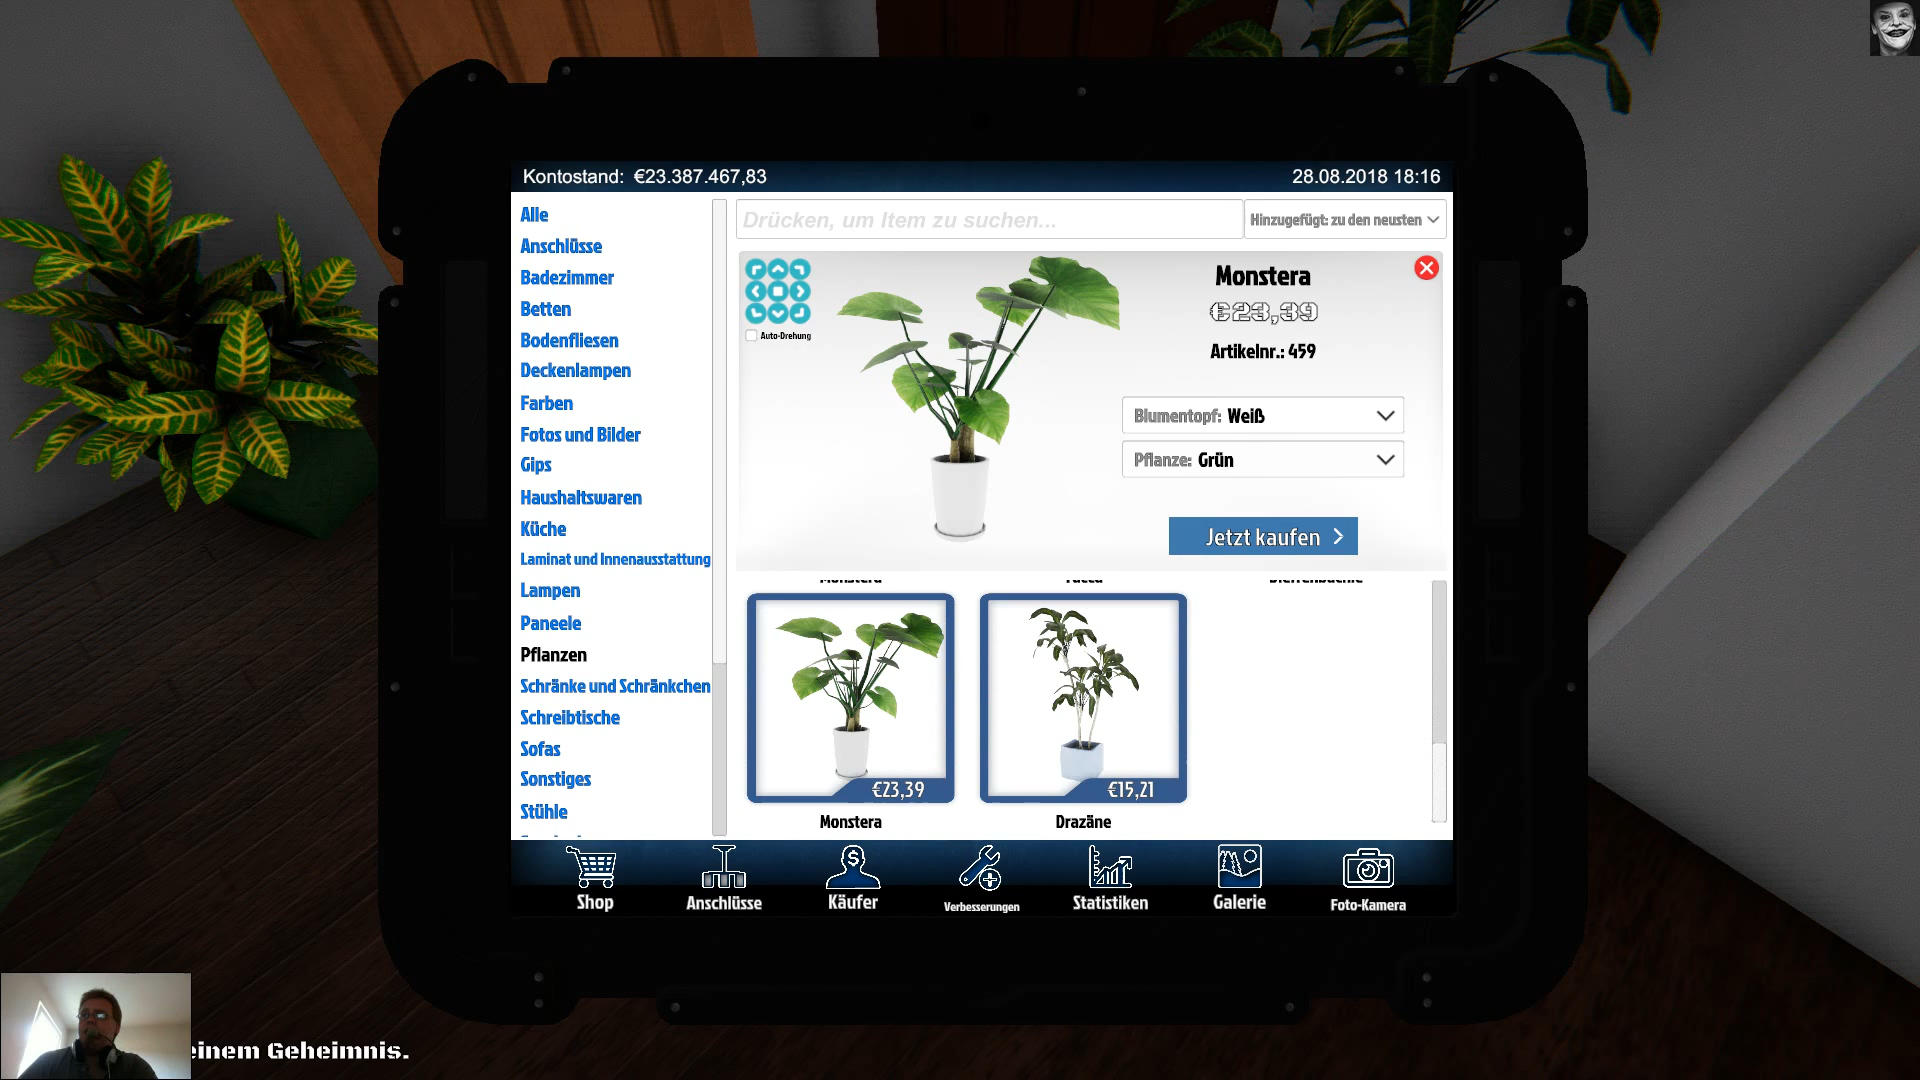 Kontostand: €23.387.467,83
28.08.2018 18:16
Alle
Anschlüsse
Badezimmer
Betten
Bodenfliesen
Deckenlampen
Farben
Fotos und Bilder
Gips
Haushaltswaren
Küche
Laminat und Innenausstattung
Lampen
Paneele
Pflanzen
Schränke und Schränkchen
Schreibtische
Sofas
Sonstiges
Stühle
Drücken, um Item zu suchen...
Hinzugefügt: zu den neusten
Auto-Drehung
Monstera
€23,39
Artikelnr.: 459
Blumentopf: Weiß
Pflanze: Grün
Jetzt kaufen
Monstera
Yucca
€23,39
€15,21
Monstera
Drazäne
Shop
Anschlüsse
Käufer
Verbesserungen
Statistiken
Galerie
Foto-Kamera
einem Geheimnis.